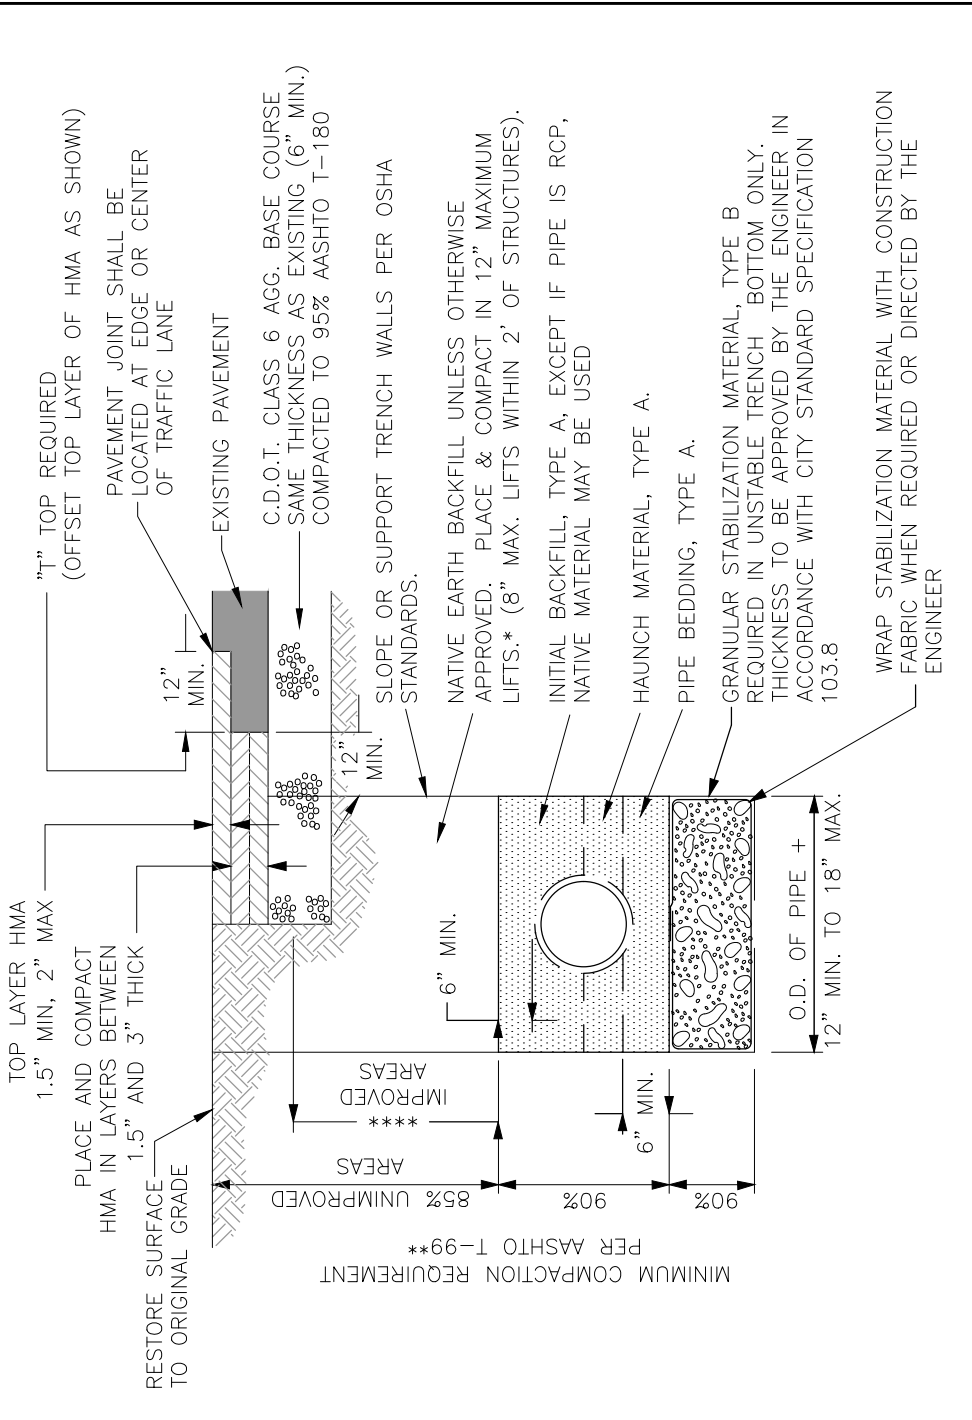 "T" TOP REQUIRED
(OFFSET TOP LAYER OF HMA AS SHOWN)
PAVEMENT JOINT SHALL BE
LOCATED AT EDGE OR CENTER
OF TRAFFIC LANE
EXISTING PAVEMENT
C.D.O.T. CLASS 6 AGG. BASE COURSE
SAME THICKNESS AS EXISTING (6" MIN.)
COMPACTED TO 95% AASHTO T-180
SLOPE OR SUPPORT TRENCH WALLS PER OSHA
STANDARDS.
NATIVE EARTH BACKFILL UNLESS OTHERWISE
APPROVED. PLACE & COMPACT IN 12" MAXIMUM
LIFTS.* (8" MAX. LIFTS WITHIN 2' OF STRUCTURES).
INITIAL BACKFILL, TYPE A, EXCEPT IF PIPE IS RCP,
NATIVE MATERIAL MAY BE USED
HAUNCH MATERIAL, TYPE A.
PIPE BEDDING, TYPE A.
GRANULAR STABILIZATION MATERIAL, TYPE B
REQUIRED IN UNSTABLE TRENCH BOTTOM ONLY.
THICKNESS TO BE APPROVED BY THE ENGINEER IN
ACCORDANCE WITH CITY STANDARD SPECIFICATION
103.8
WRAP STABILIZATION MATERIAL WITH CONSTRUCTION
FABRIC WHEN REQUIRED OR DIRECTED BY THE
ENGINEER
12"
MIN.
12"
MIN.
TOP LAYER HMA
1.5" MIN, 2" MAX
PLACE AND COMPACT
HMA IN LAYERS BETWEEN
1.5" AND 3" THICK
RESTORE SURFACE
TO ORIGINAL GRADE
6" MIN.
6" MIN.
O.D. OF PIPE +
12" MIN. TO 18" MAX.
****
IMPROVED
AREAS
85% UNIMPROVED
AREAS
90%
90%
MINIMUM COMPACTION REQUIREMENT
PER AASHTO T-99**